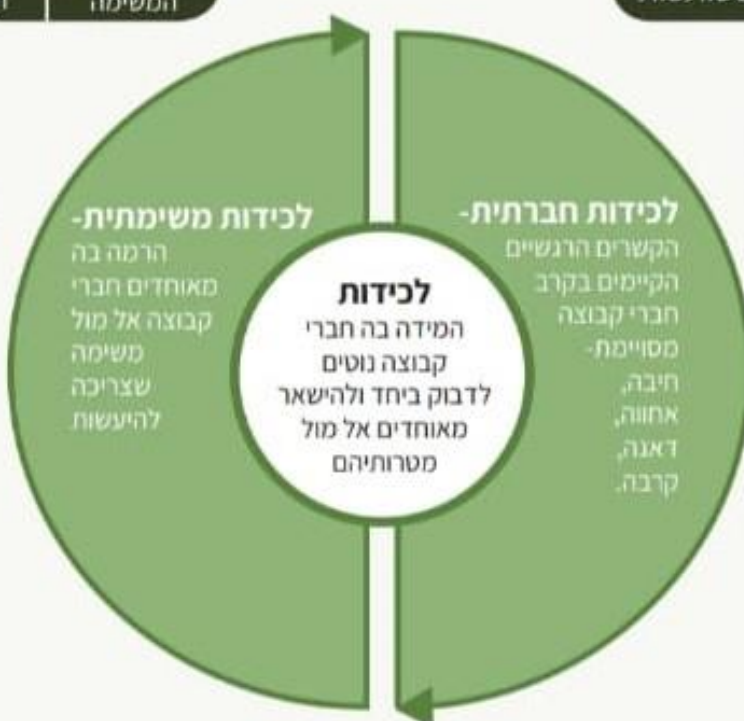 המשימה
לכידות חברתית-
הקשרים הרגשיים
הקיימים בקרב
חברי קבוצה
מסויימת-
חיבה,
אחווה,
דאגה,
קרבה.
לכידות
המידה בה חברי
קבוצה נוטים
לדבוק ביחד ולהישאר
מאוחדים אל מול
מטרותיהם
לכידות משימתית-
הרמה בה
מאוחדים חברי
קבוצה אל מול
משימה
שצריכה
להיעשות